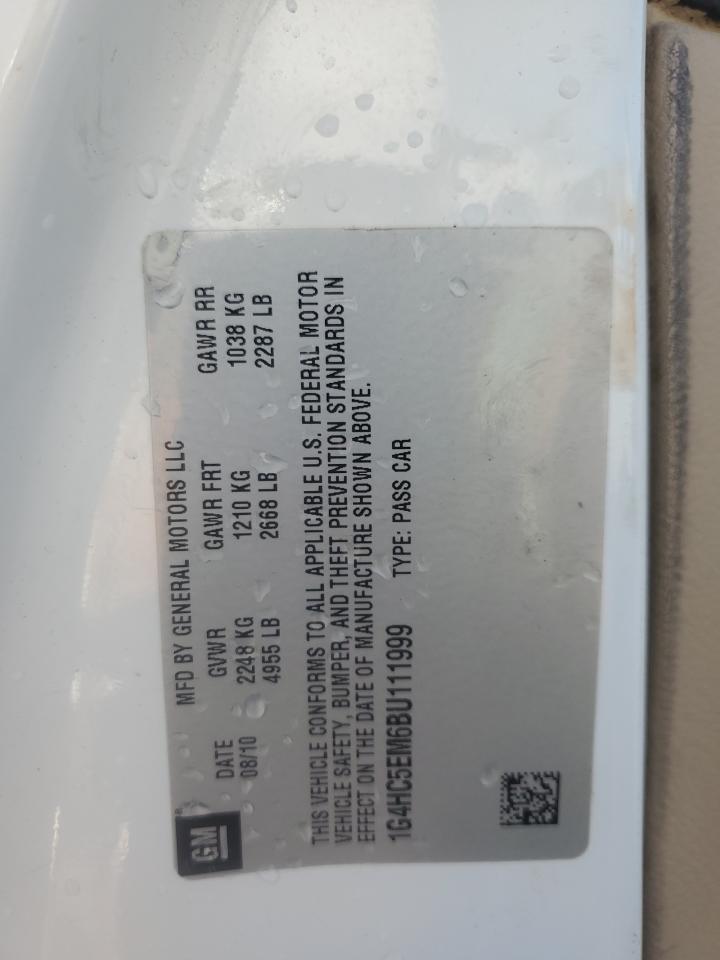 GM
MFD BY GENERAL MOTORS LLC
DATE GVWR GAWR FRT GAWR RR
08/10 2248 KG 1210 KG 1038 KG
4955 LB 2668 LB 2287 LB
THIS VEHICLE CONFORMS TO ALL APPLICABLE U.S. FEDERAL MOTOR
VEHICLE SAFETY, BUMPER, AND THEFT PREVENTION STANDARDS IN
EFFECT ON THE DATE OF MANUFACTURE SHOWN ABOVE.
1G4HC5EM6BU111999 TYPE: PASS CAR